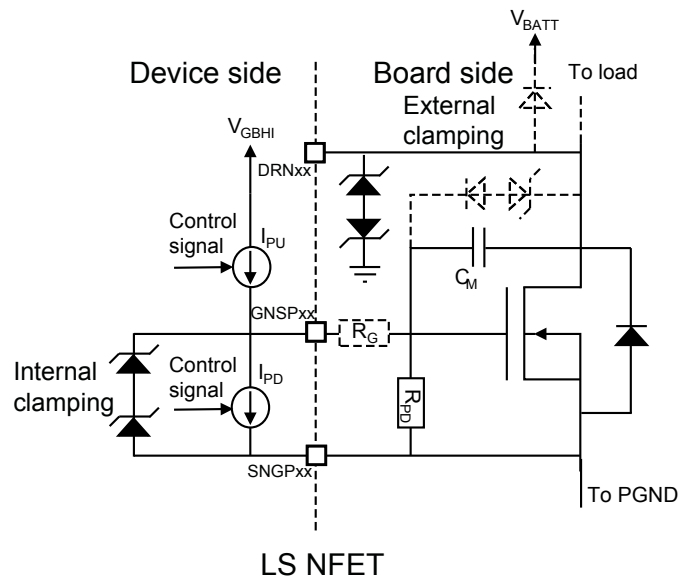 V_BATT
Device side
Board side
To load
External
clamping
V_GBHI
DRNxx
Control
signal
I_PU
C_M
GNSPxx
R_G
Internal
clamping
Control
signal
I_PD
R_PD
SNGPxx
To PGND
LS NFET